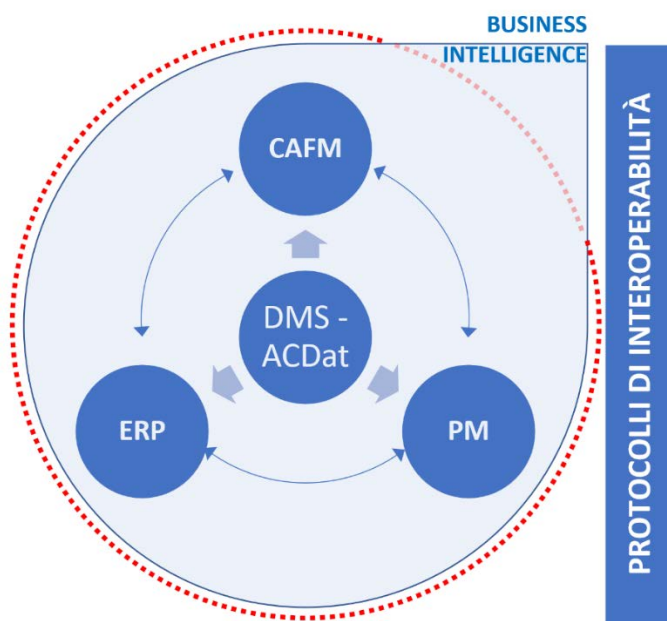 BUSINESS
INTELLIGENCE
CAFM
DMS -
ACDat
ERP
PM
PROTOCOLLI DI INTEROPERABILITÀ